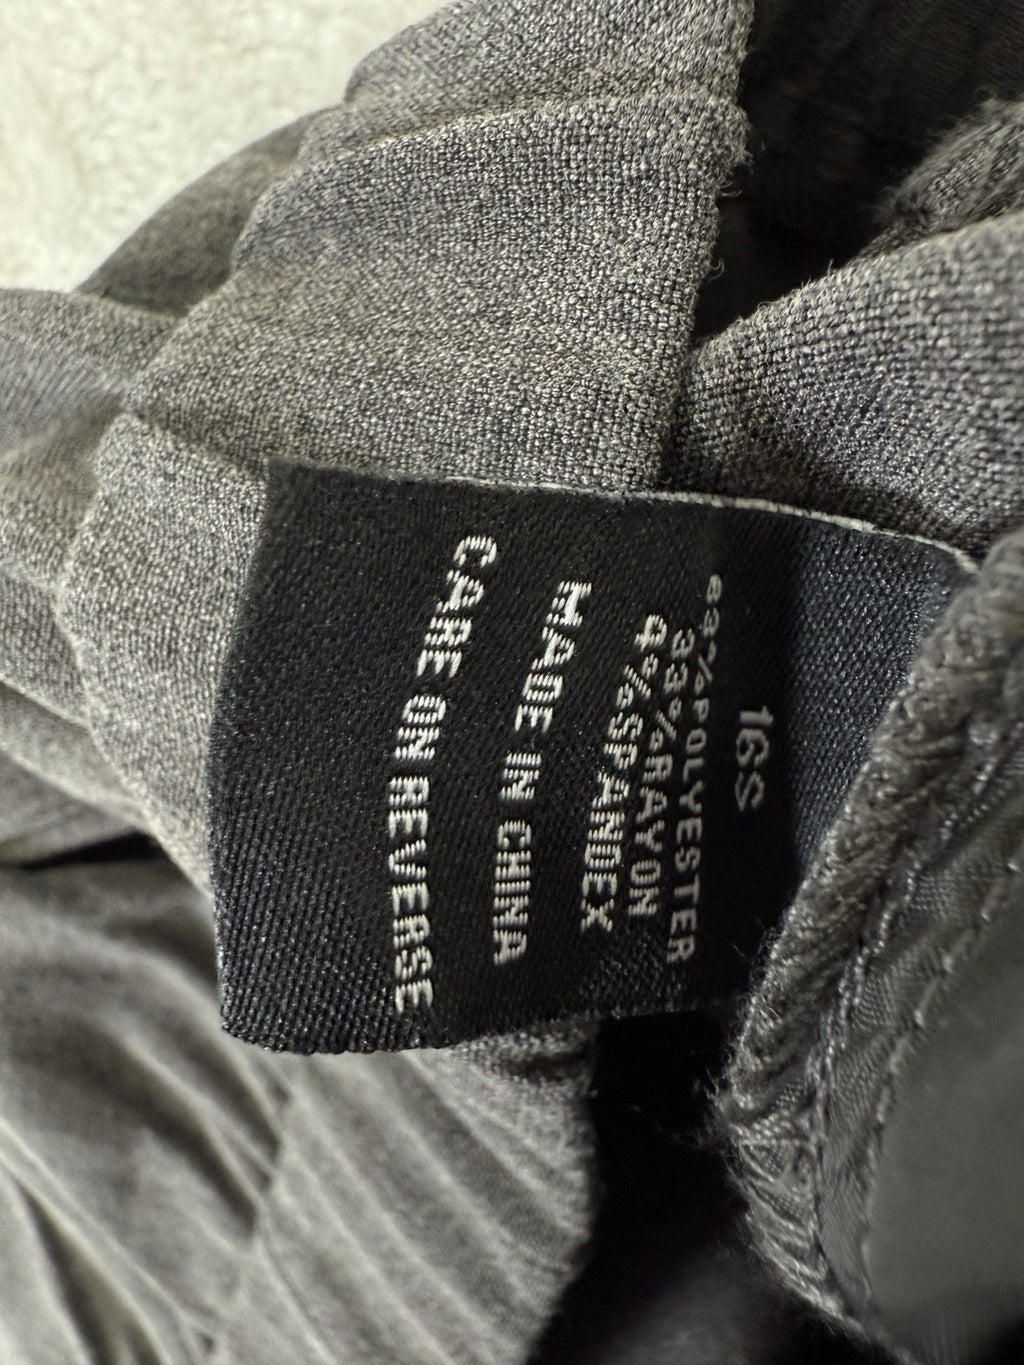 16S
63%POLYESTER
33%RAYON
4%SPANDEX
MADE IN CHINA
CARE ON REVERSE